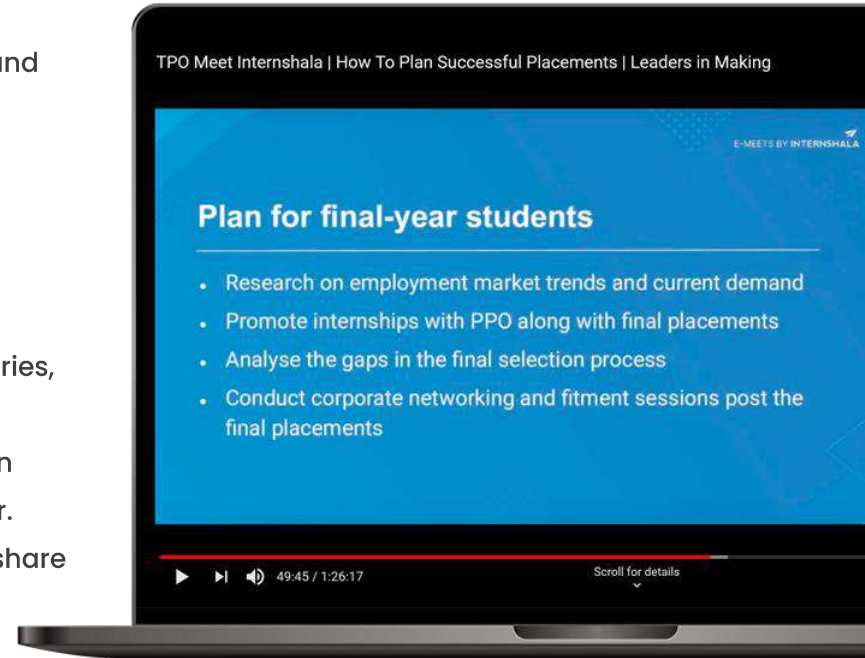 and
ries,
n
r.
share
TPO Meet Internshala | How To Plan Successful Placements | Leaders in Making
E-MEETS BY INTERNSHALA
Plan for final-year students
• Research on employment market trends and current demand
• Promote internships with PPO along with final placements
• Analyse the gaps in the final selection process
• Conduct corporate networking and fitment sessions post the
final placements
49:45 / 1:26:17
Scroll for details